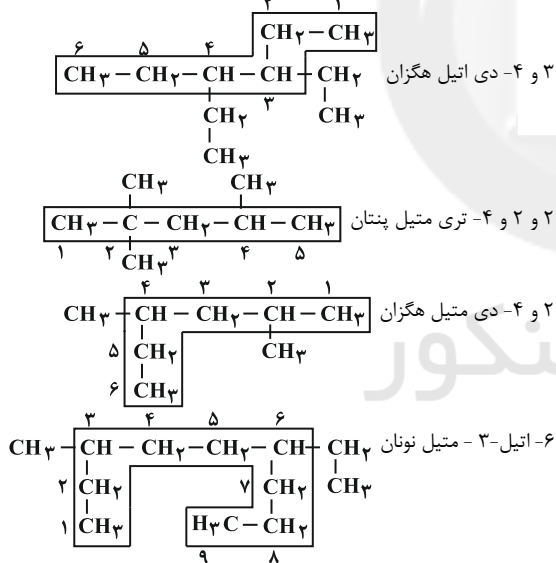 ۲ ۱
CH۲ – CH۳
۶ ۵ ۴
CH۳ – CH۲ – CH – CH – CH۲ ۳ و ۴- دی اتیل هگزان
۳
CH۲ CH۳
CH۳
CH۳ CH۳
CH۳ – C – CH۲ – CH – CH۳ ۲ و ۲ و ۴- تری متیل پنتان
۱ ۲ ۳ ۴ ۵
CH۳
۴ ۳ ۲ ۱
CH۳ – CH – CH۲ – CH – CH۳ ۲ و ۴- دی متیل هگزان
۵ CH۲ CH۳
۶ CH۳
۳ ۴ ۵ ۶
CH۳ – CH – CH۲ – CH۲ – CH – CH۲ ۶- اتیل-۳ - متیل نونان
۲ CH۲ ۷ CH۲ CH۳
۱ CH۳ H۳C – CH۲
۹ ۸